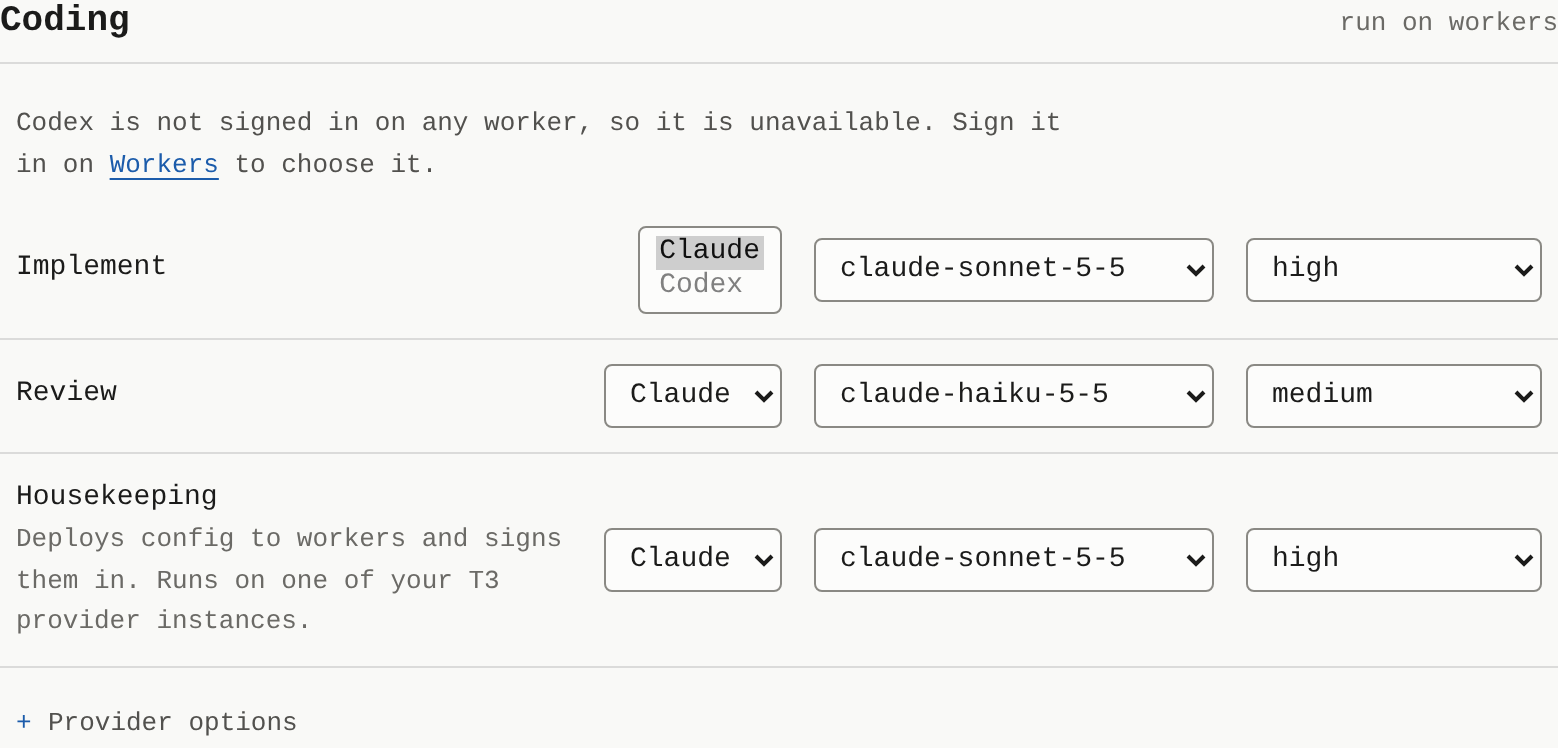 Coding
run on workers
Codex is not signed in on any worker, so it is unavailable. Sign it
in on Workers to choose it.
Implement
Claude
Codex
claude-sonnet-5-5
high
Review
Claude
claude-haiku-5-5
medium
Housekeeping
Deploys config to workers and signs
them in. Runs on one of your T3
provider instances.
Claude
claude-sonnet-5-5
high
+ Provider options